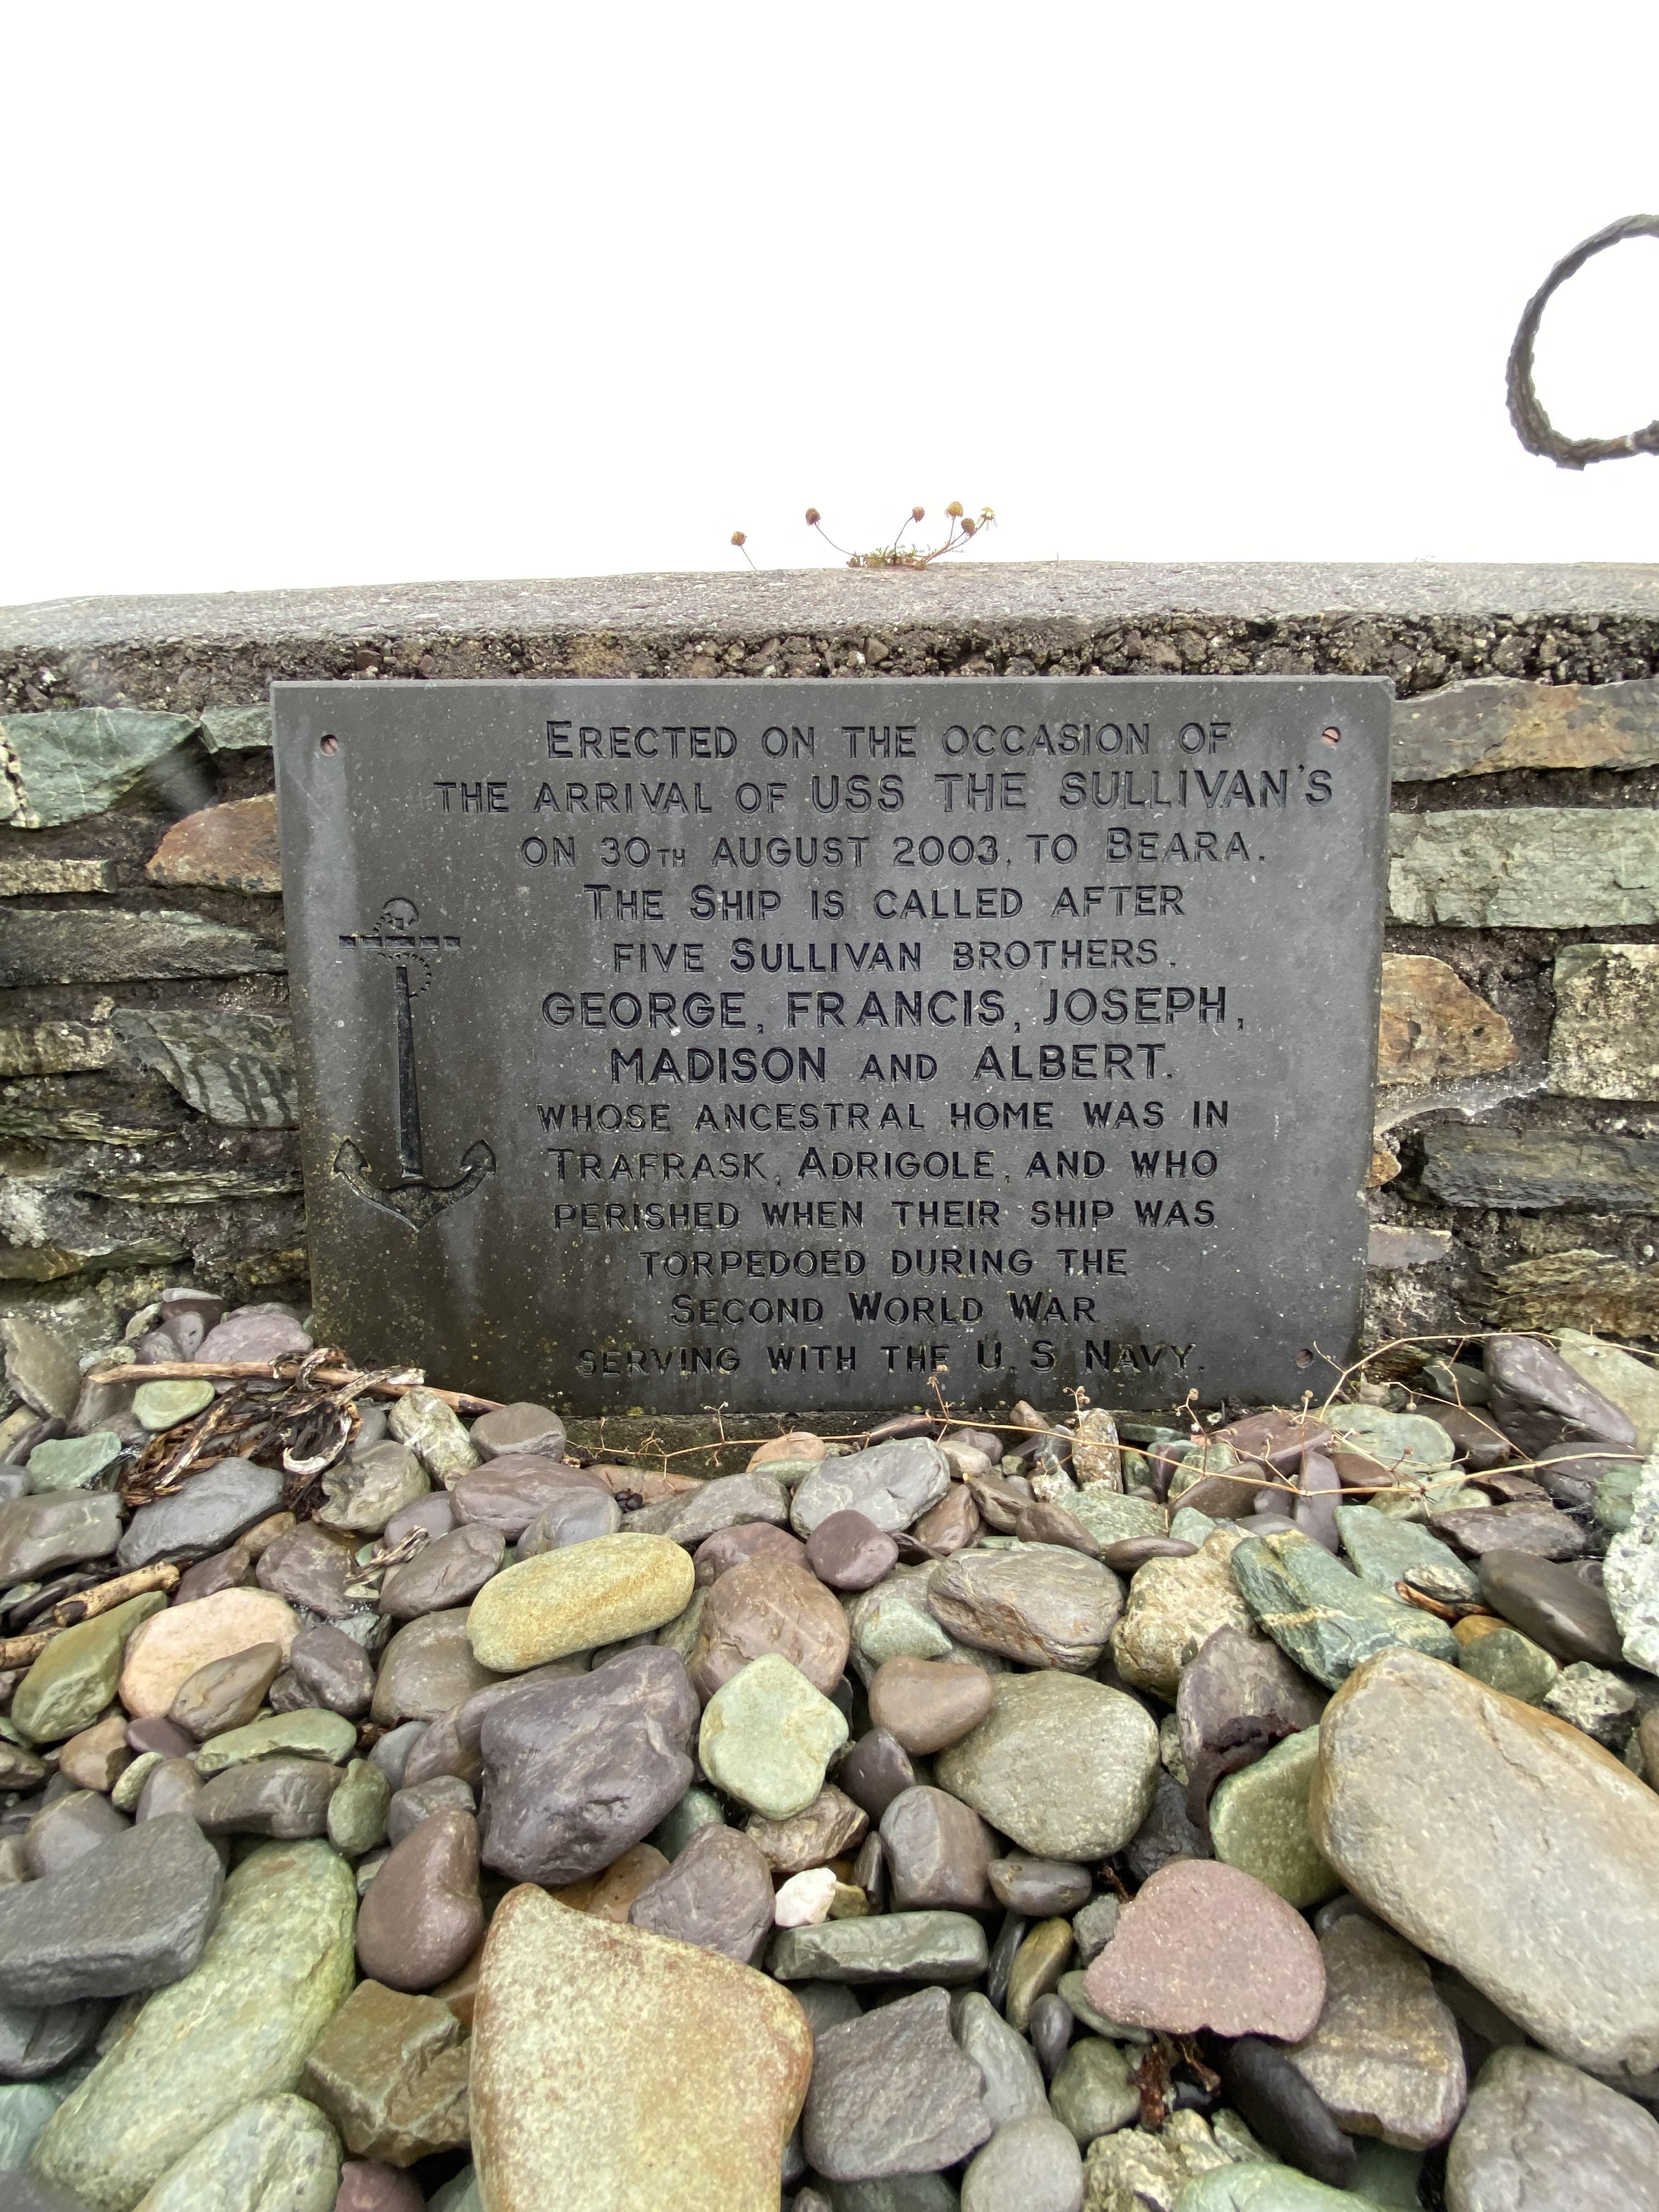 ERECTED ON THE OCCASION OF
THE ARRIVAL OF USS THE SULLIVAN'S
ON 30TH AUGUST 2003, TO BEARA.
THE SHIP IS CALLED AFTER
FIVE SULLIVAN BROTHERS.
GEORGE, FRANCIS, JOSEPH,
MADISON AND ALBERT.
WHOSE ANCESTRAL HOME WAS IN
TRAFRASK, ADRIGOLE, AND WHO
PERISHED WHEN THEIR SHIP WAS
TORPEDOED DURING THE
SECOND WORLD WAR
SERVING WITH THE U.S. NAVY.